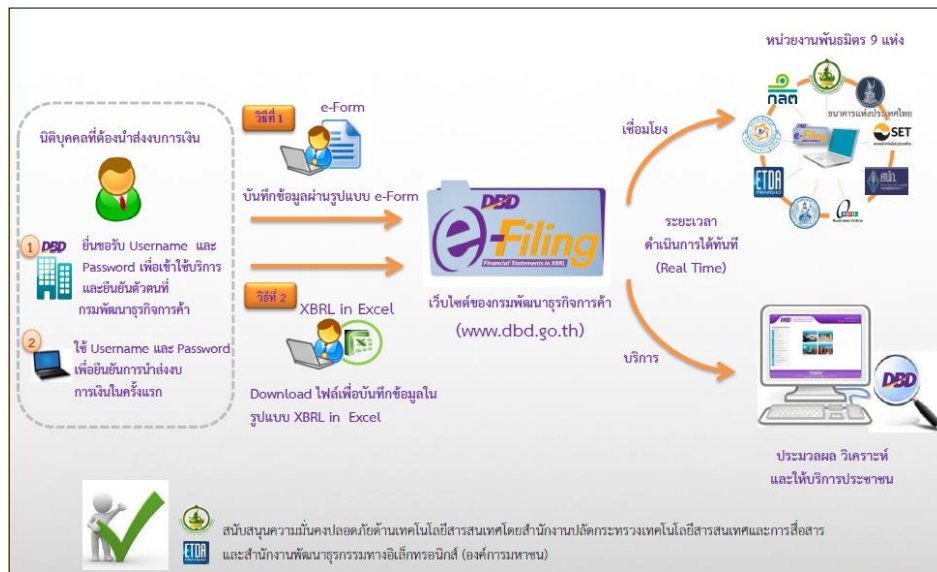 หน่วยงานพันธมิตร 9 แห่ง
กลต
ธนาคารแห่งประเทศไทย
SET
DBD
e-Filing
ETDA
เชื่อมโยง
นิติบุคคลที่ต้องนำส่งงบการเงิน
1 DBD ยื่นขอรับ Username และ
Password เพื่อเข้าใช้บริการ
และยืนยันตัวตนที่
กรมพัฒนาธุรกิจการค้า
2 ใช้ Username และ Password
เพื่อยืนยันการนำส่งงบ
การเงินในครั้งแรก
วิธีที่ 1
e-Form
บันทึกข้อมูลผ่านรูปแบบ e-Form
วิธีที่ 2
XBRL in Excel
Download ไฟล์เพื่อบันทึกข้อมูลใน
รูปแบบ XBRL in Excel
DBD
e-Filing
Financial Statements in XBRL
เว็บไซต์ของกรมพัฒนาธุรกิจการค้า
(www.dbd.go.th)
ระยะเวลา
ดำเนินการได้ทันที
(Real Time)
บริการ
DBD
DBD
ประมวลผล วิเคราะห์
และให้บริการประชาชน
สนับสนุนความมั่นคงปลอดภัยด้านเทคโนโลยีสารสนเทศโดยสำนักงานปลัดกระทรวงเทคโนโลยีสารสนเทศและการสื่อสาร
ETDA
และสำนักงานพัฒนาธุรกรรมทางอิเล็กทรอนิกส์ (องค์การมหาชน)